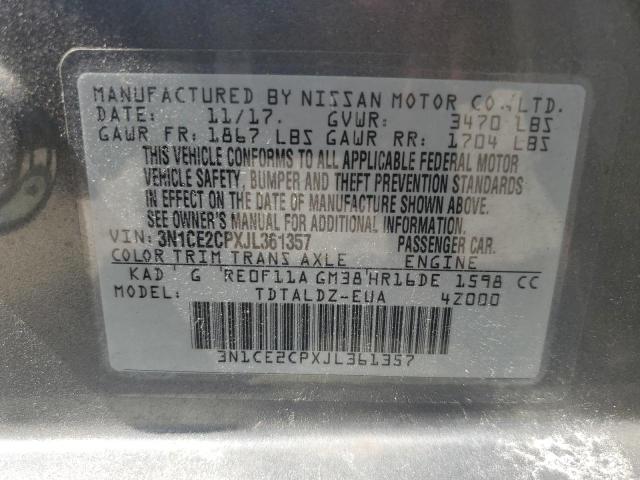 MANUFACTURED BY NISSAN MOTOR CO.,LTD.
DATE: 11/17. GVWR: 3470 LBS
GAWR FR: 1867 LBS GAWR RR: 1704 LBS
THIS VEHICLE CONFORMS TO ALL APPLICABLE FEDERAL MOTOR
VEHICLE SAFETY, BUMPER AND THEFT PREVENTION STANDARDS
IN EFFECT ON THE DATE OF MANUFACTURE SHOWN ABOVE.
SEE OWNER'S MANUAL FOR ADDITIONAL INFORMATION.
VIN: 3N1CE2CPXJL361357 PASSENGER CAR.
COLOR TRIM TRANS AXLE ENGINE
KAD G RE0F11A GM38 HR16DE 1598 CC
MODEL: TDTALDZ-EUA 4Z000
3N1CE2CPXJL361357